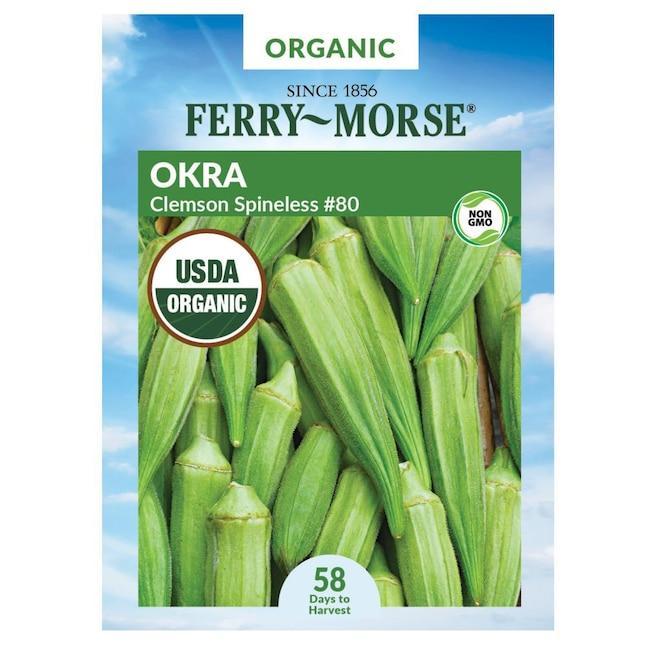 ORGANIC
SINCE 1856
FERRY~MORSE®
OKRA
Clemson Spineless #80
NON
GMO
USDA
ORGANIC
58
Days to
Harvest